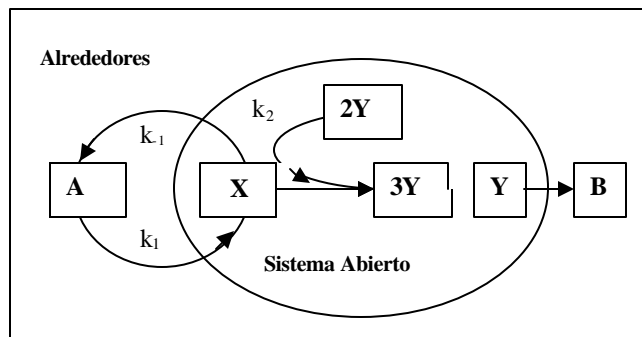 Alrededores
k₂
2Y
k₋₁
A
X
3Y
Y
B
k₁
Sistema Abierto